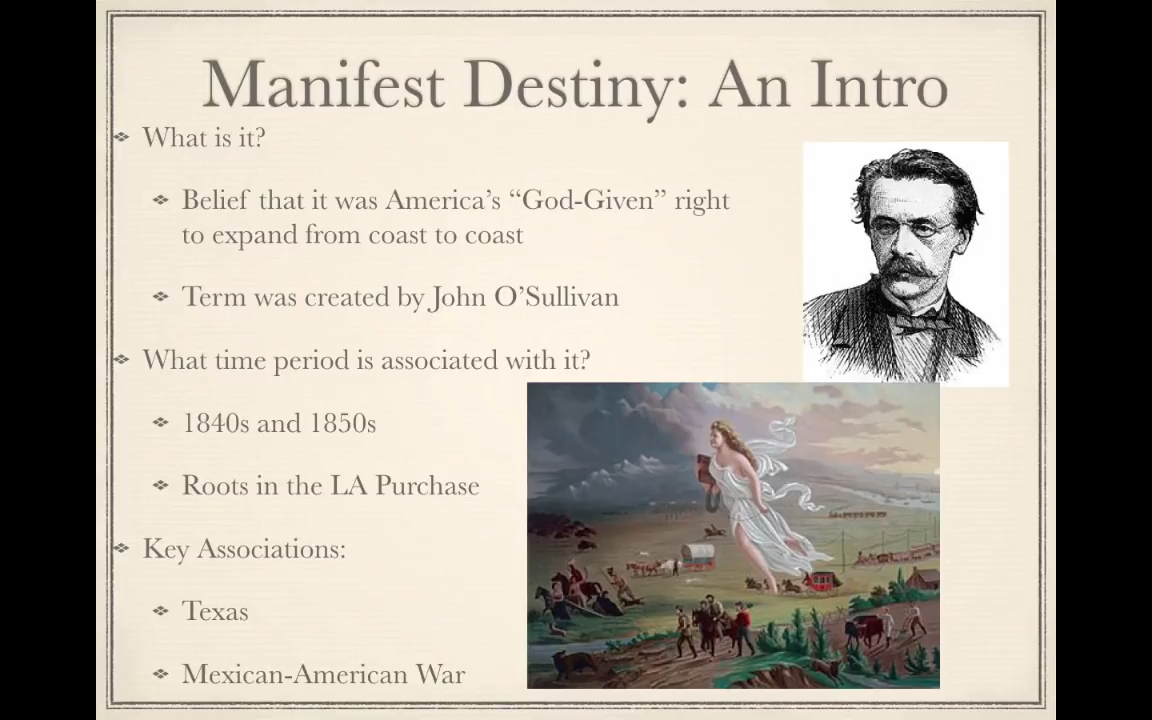 Manifest Destiny: An Intro
What is it?
Belief that it was America’s “God-Given” right
to expand from coast to coast
Term was created by John O’Sullivan
What time period is associated with it?
1840s and 1850s
Roots in the LA Purchase
Key Associations:
Texas
Mexican-American War